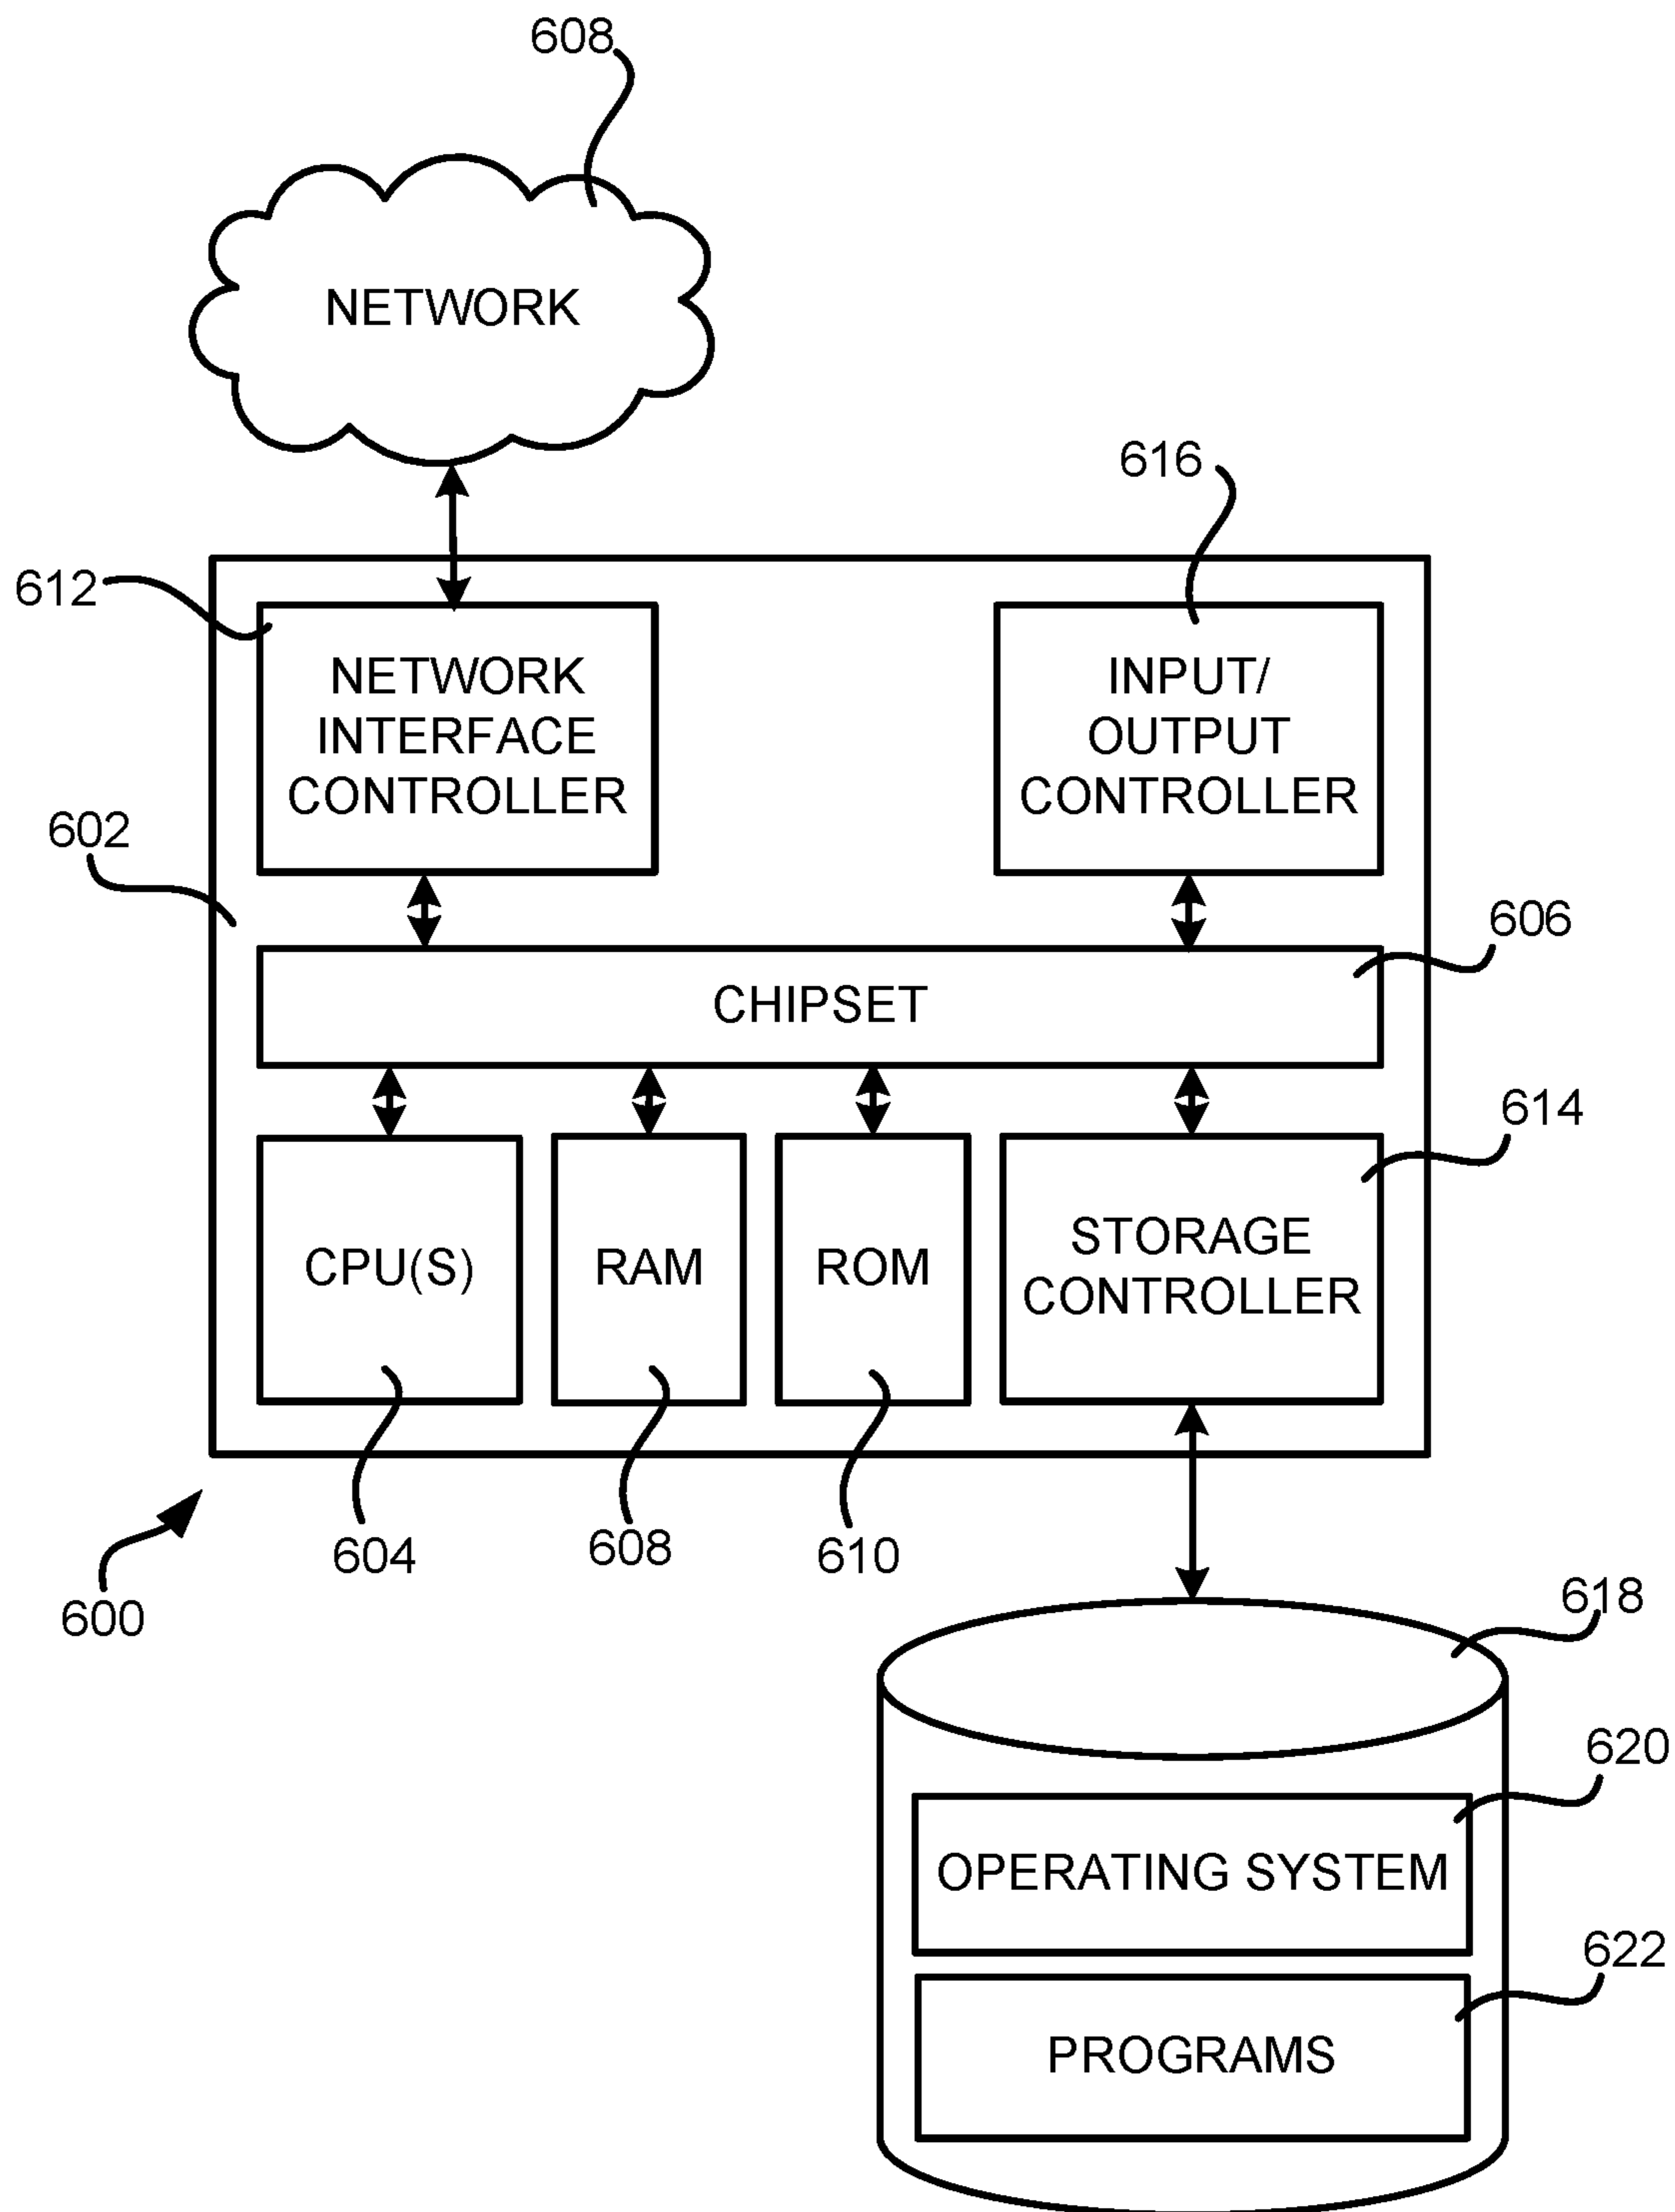 608
NETWORK
616
612
NETWORK
INTERFACE
CONTROLLER
INPUT/
OUTPUT
CONTROLLER
602
606
CHIPSET
614
CPU(S)
RAM
ROM
STORAGE
CONTROLLER
604
608
610
600
618
620
OPERATING SYSTEM
622
PROGRAMS